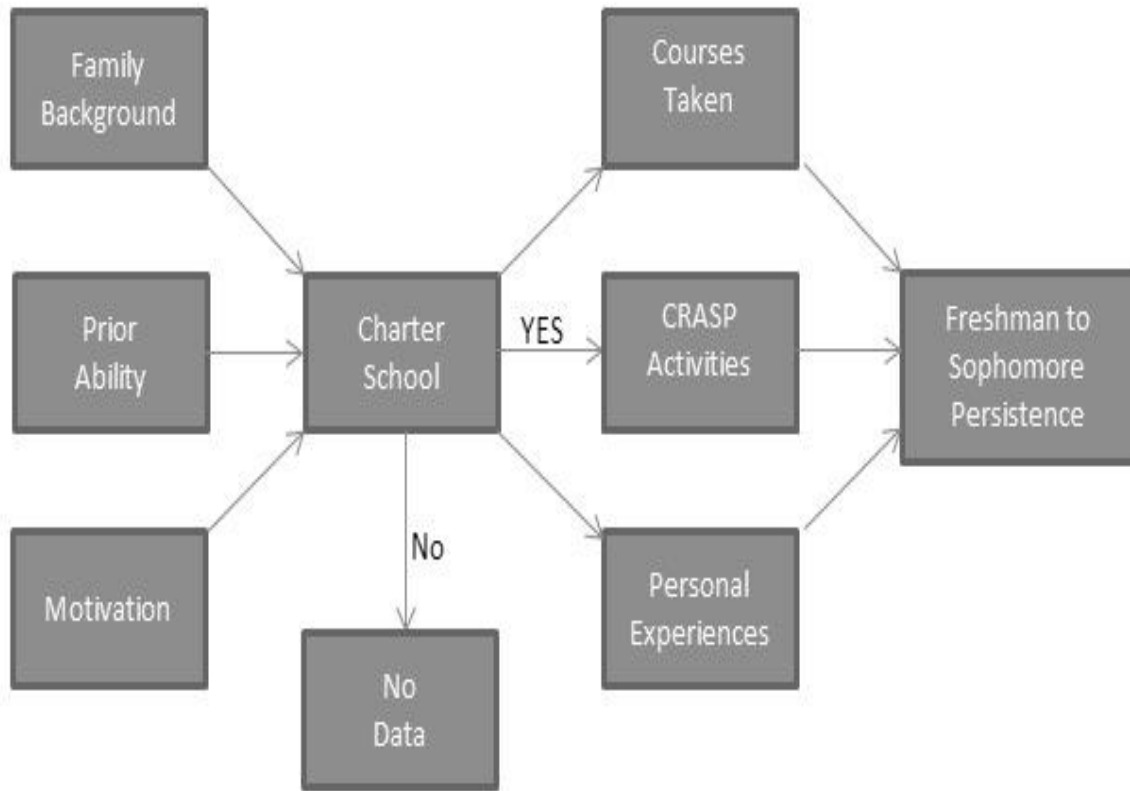 Family
Background
Courses
Taken
Prior
Ability
Charter
School
YES
CRASP
Activities
Freshman to
Sophomore
Persistence
Motivation
No
Personal
Experiences
No
Data